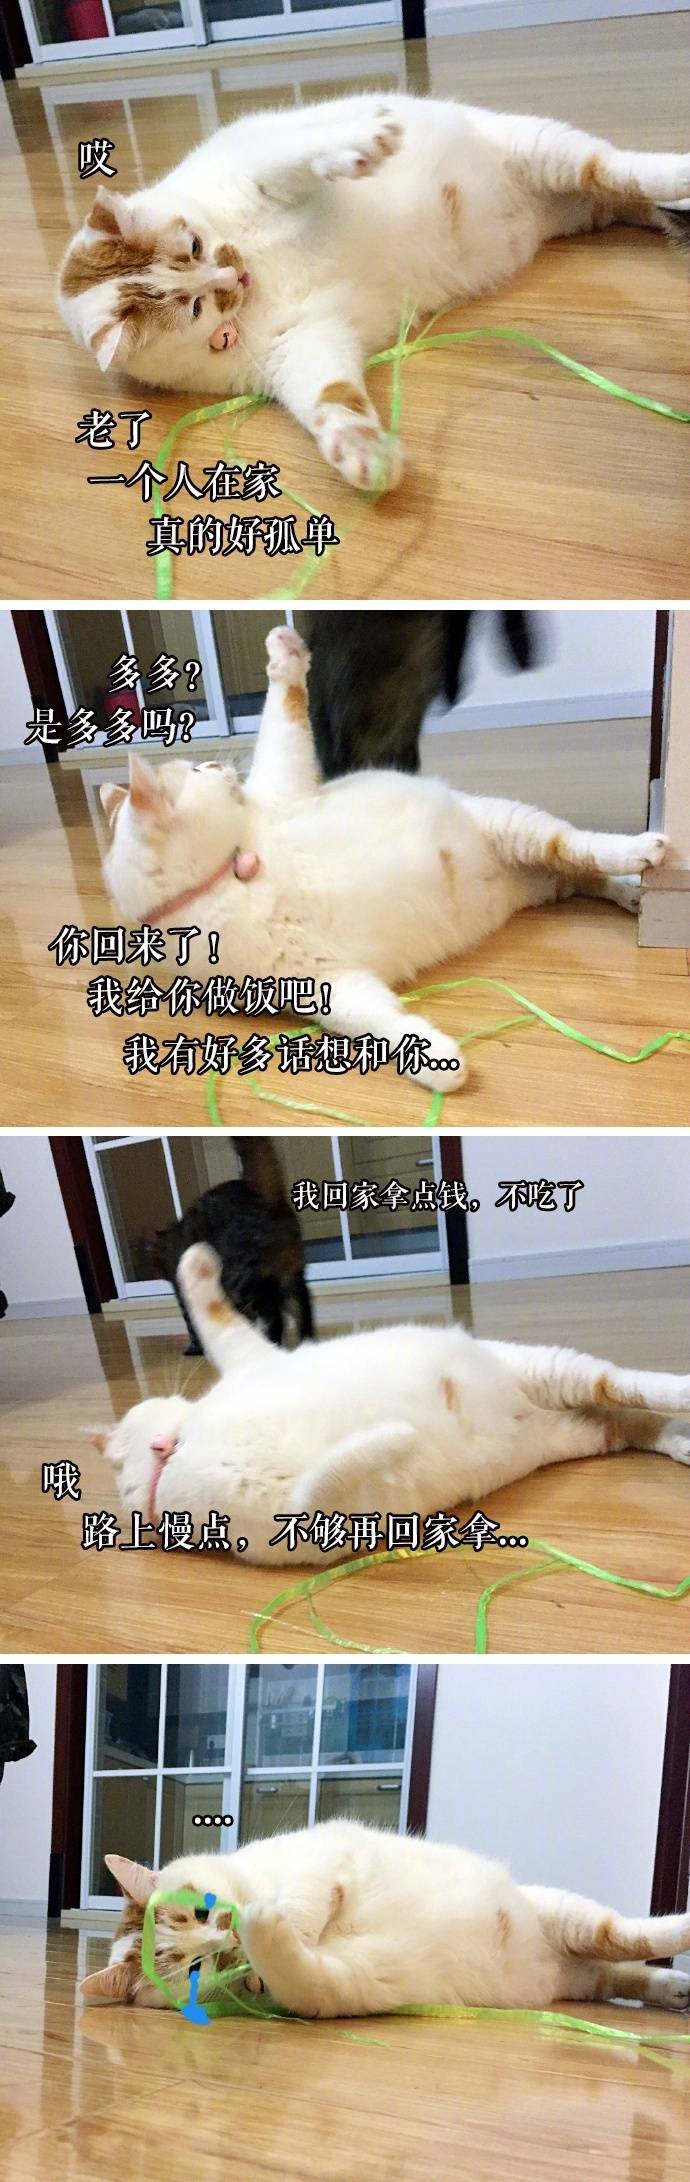 哎
老了
一个人在家
真的好孤单
多多？
是多多吗？
你回来了！
我给你做饭吧！
我有好多话想和你...
我回家拿点钱，不吃了
哦
路上慢点，不够再回家拿...
....